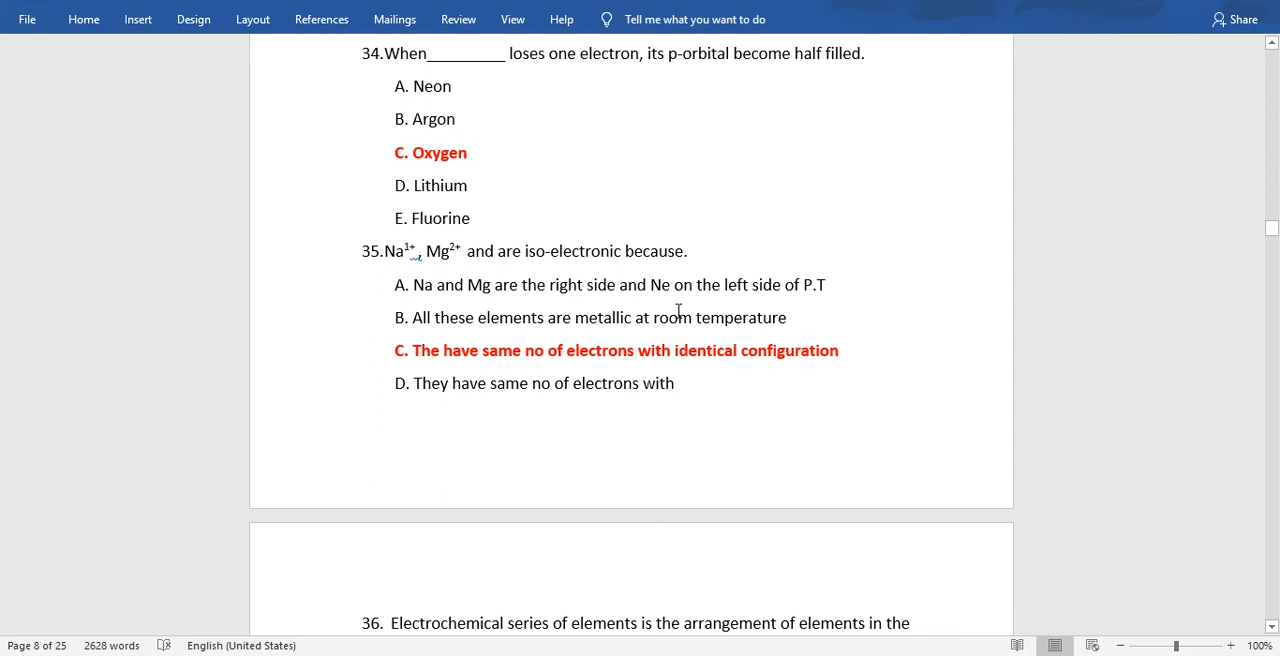 File Home Insert Design Layout References Mailings Review View Help Tell me what you want to do Share
34.When__________ loses one electron, its p-orbital become half filled.
A. Neon
B. Argon
C. Oxygen
D. Lithium
E. Fluorine
35.Na¹⁺, Mg²⁺ and are iso-electronic because.
A. Na and Mg are the right side and Ne on the left side of P.T
B. All these elements are metallic at room temperature
C. The have same no of electrons with identical configuration
D. They have same no of electrons with
36. Electrochemical series of elements is the arrangement of elements in the
Page 8 of 25 2628 words English (United States) 100%